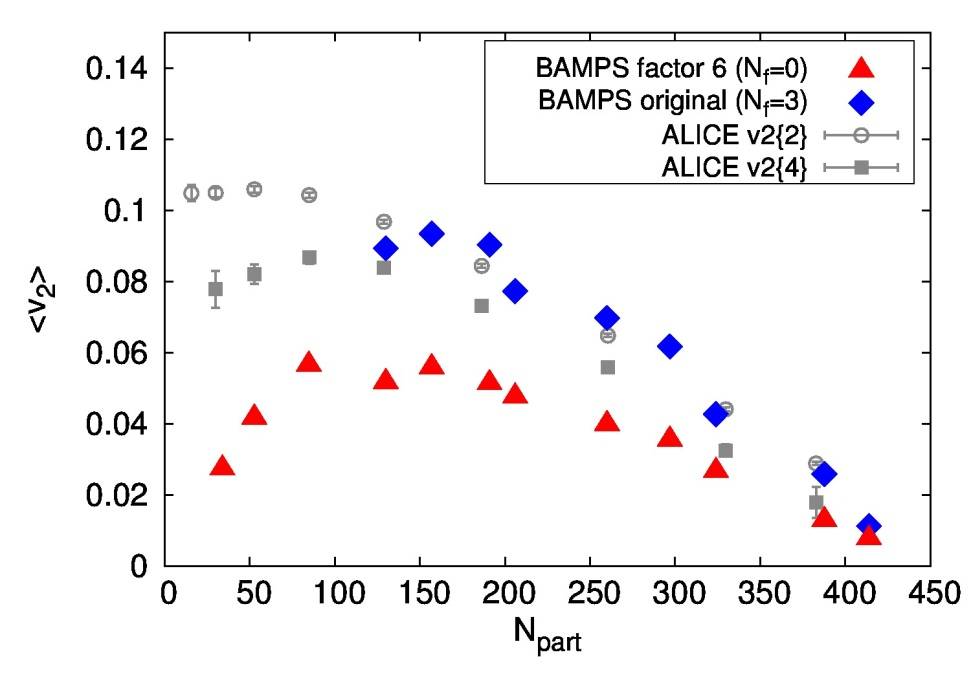 BAMPS factor 6 (Nf=0)
BAMPS original (Nf=3)
ALICE v2{2}
ALICE v2{4}
0.14
0.12
0.1
0.08
0.06
0.04
0.02
0
<v2>
0 50 100 150 200 250 300 350 400 450
Npart